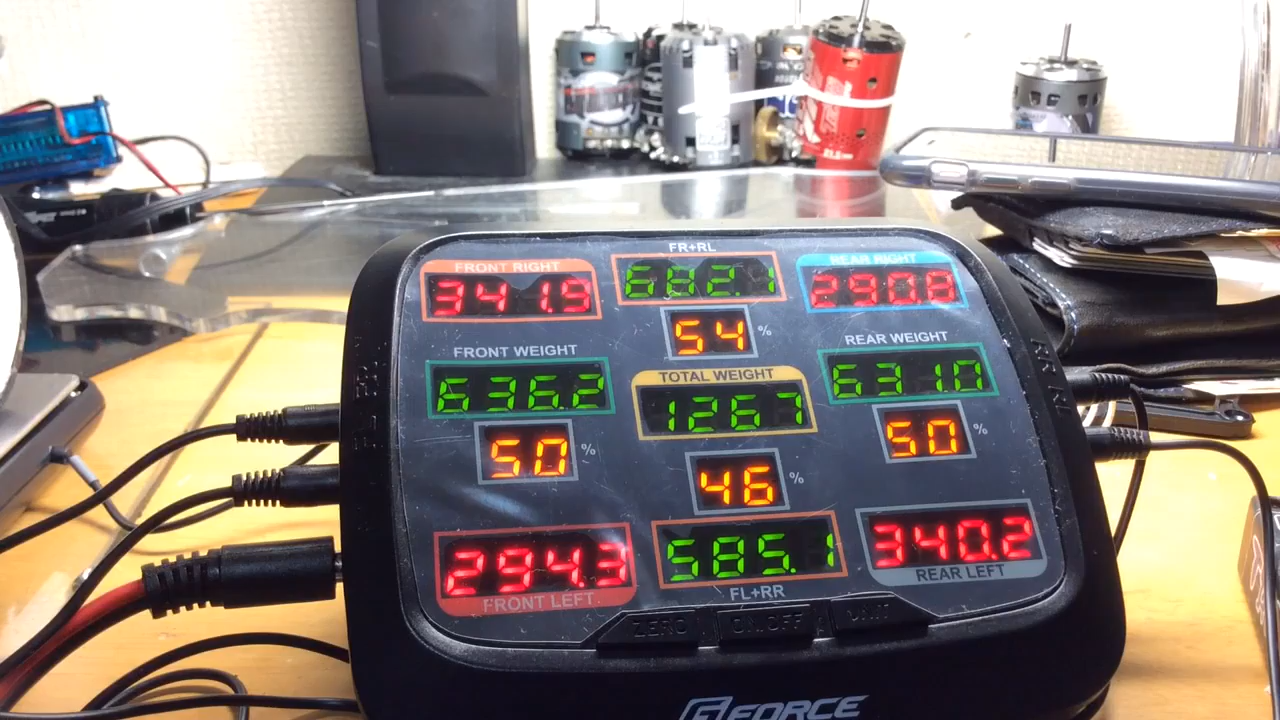 FR+RL
FRONT RIGHT
341.9
682.1
REAR RIGHT
290.8
54 %
FRONT WEIGHT
636.2
TOTAL WEIGHT
1267
REAR WEIGHT
631.0
50 %
50 %
46 %
294.3
FRONT LEFT
585.1
FL+RR
340.2
REAR LEFT
ZERO
ON/OFF
UNIT
G FORCE